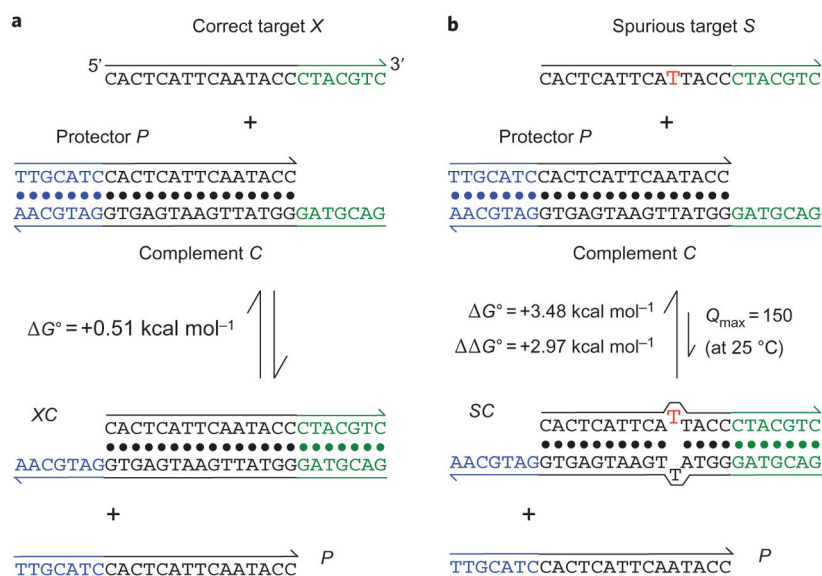 a
Correct target X
5′ CACTCATTCAATACCCTACGTC 3′
+
Protector P
TTGCATCCACTCATTCAATACC
AACGTAGGTGAGTAAGTTATGGGATGCAG
Complement C
ΔG° = +0.51 kcal mol⁻¹
XC
CACTCATTCAATACCCTACGTC
AACGTAGGTGAGTAAGTTATGGGATGCAG
+
TTGCATCCACTCATTCAATACC P
b
Spurious target S
CACTCATTCATTACCCTACGTC
+
Protector P
TTGCATCCACTCATTCAATACC
AACGTAGGTGAGTAAGTTATGGGATGCAG
Complement C
ΔG° = +3.48 kcal mol⁻¹
ΔΔG° = +2.97 kcal mol⁻¹
Qmax = 150
(at 25 °C)
SC
CACTCATTCATTACCCTACGTC
AACGTAGGTGAGTAAGTTATGGGATGCAG
+
TTGCATCCACTCATTCAATACC P